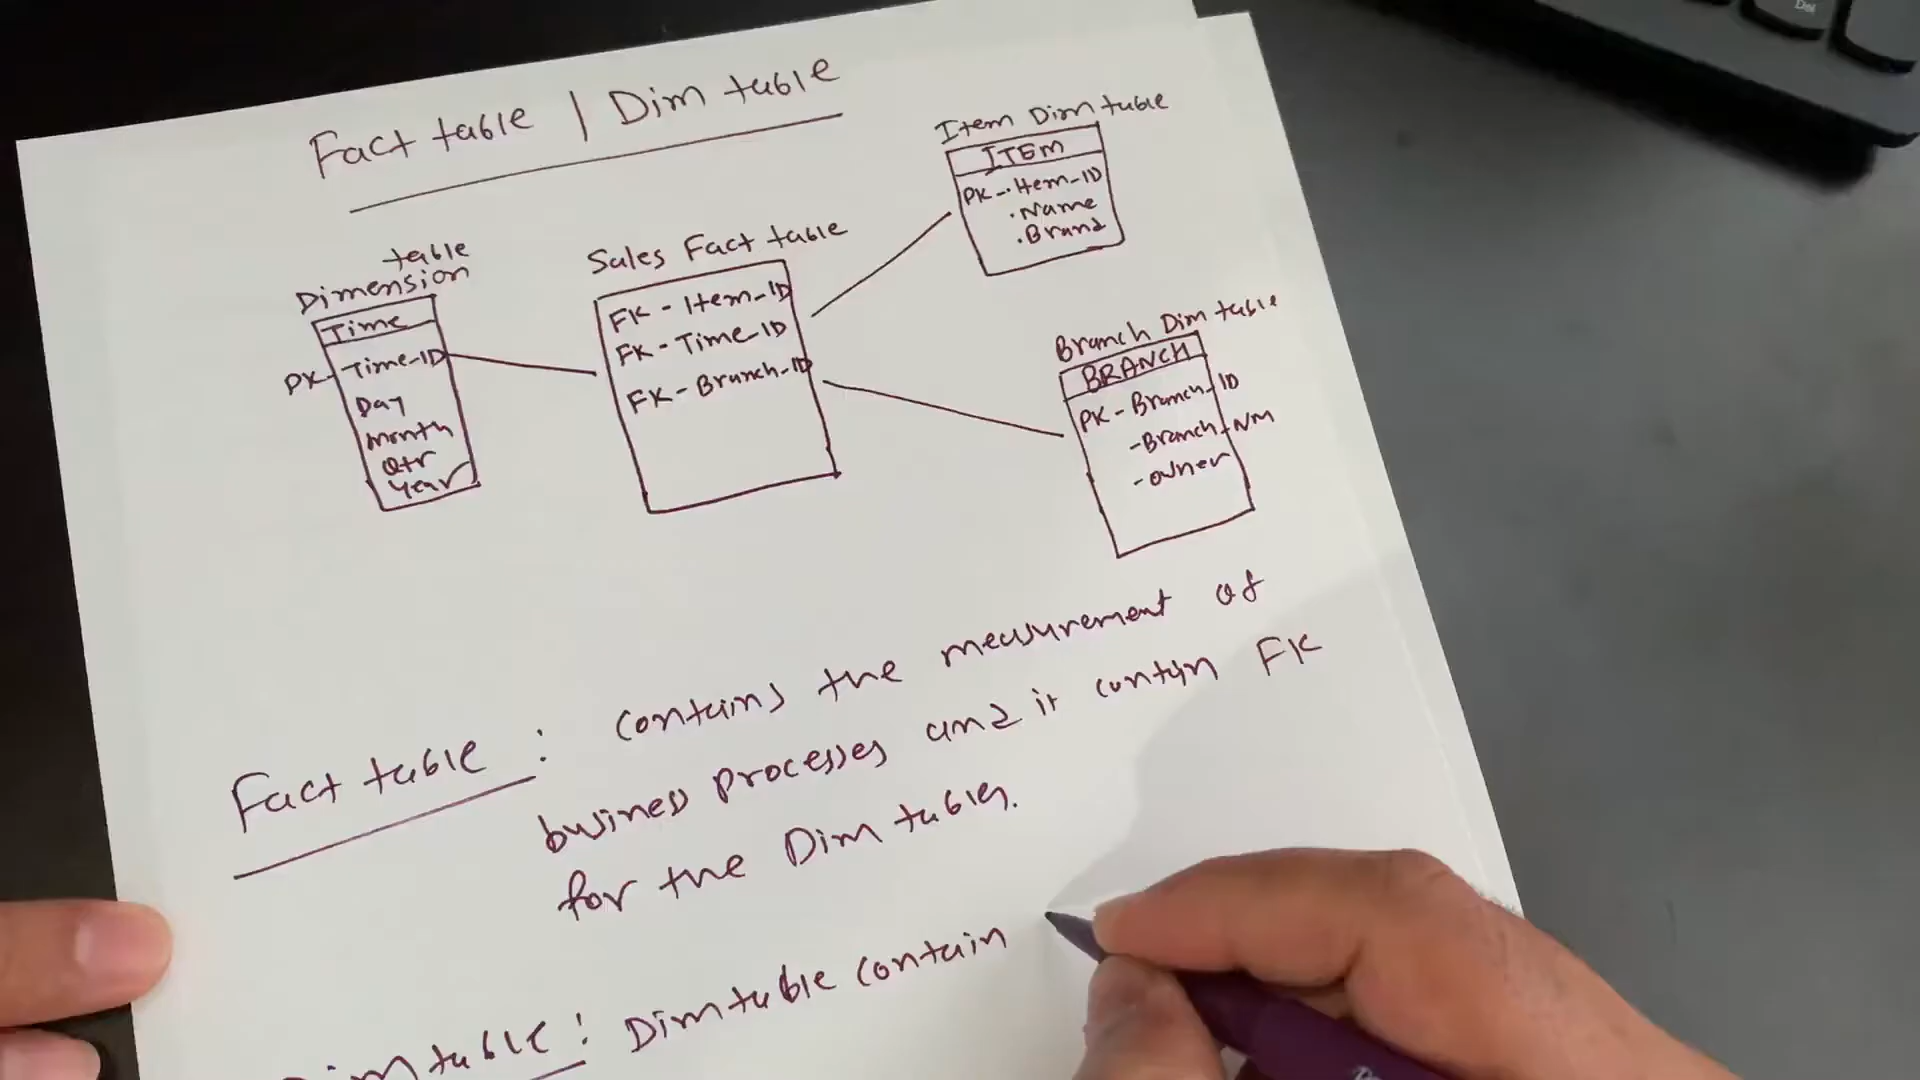 Fact table | Dim table
Item Dim table
ITEM
PK-.Item-ID
.Name
.Brand
table
Dimension
Time
PK- Time-ID
Day
month
Qtr
Year
Sales Fact table
FK - Item-ID
FK - Time-ID
FK - Branch-ID
Branch Dim table
BRANCH
PK - Branch-ID
-Branch-NM
-owner
Fact table : contains the measurement of
business processes and it contain FK
for the Dim tables.
Dim table : Dim table contain
Del